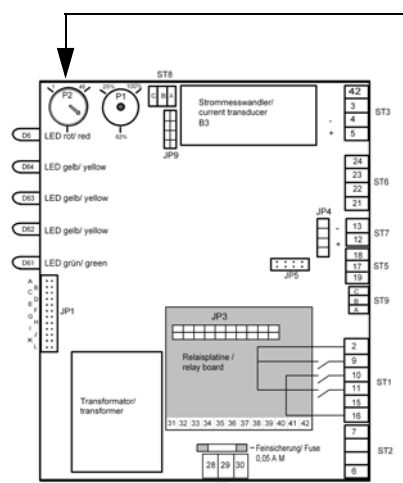 ST8
1 45
P2
25% 100%
P1
62%
C B A
JP9
Strommesswandler/
current transducer
B3
-
+
42
3
4
5
ST3
D6 LED rot/ red
D64 LED gelb/ yellow
D63 LED gelb/ yellow
D62 LED gelb/ yellow
D61 LED grün/ green
24
23
22
21
ST6
JP4
-
+
13
12
ST7
JP5
18
17
19
ST5
C
B
A
ST9
A
B
C
D
E
F
G
H
I
J
K
L
JP1
JP3
Relaisplatine /
relay board
31 32 33 34 35 36 37 38 39 40 41 42
2
9
10
11
15
16
ST1
Transformator/
transformer
Feinsicherung/ Fuse
0,05 A M
28 29 30
7
6
ST2